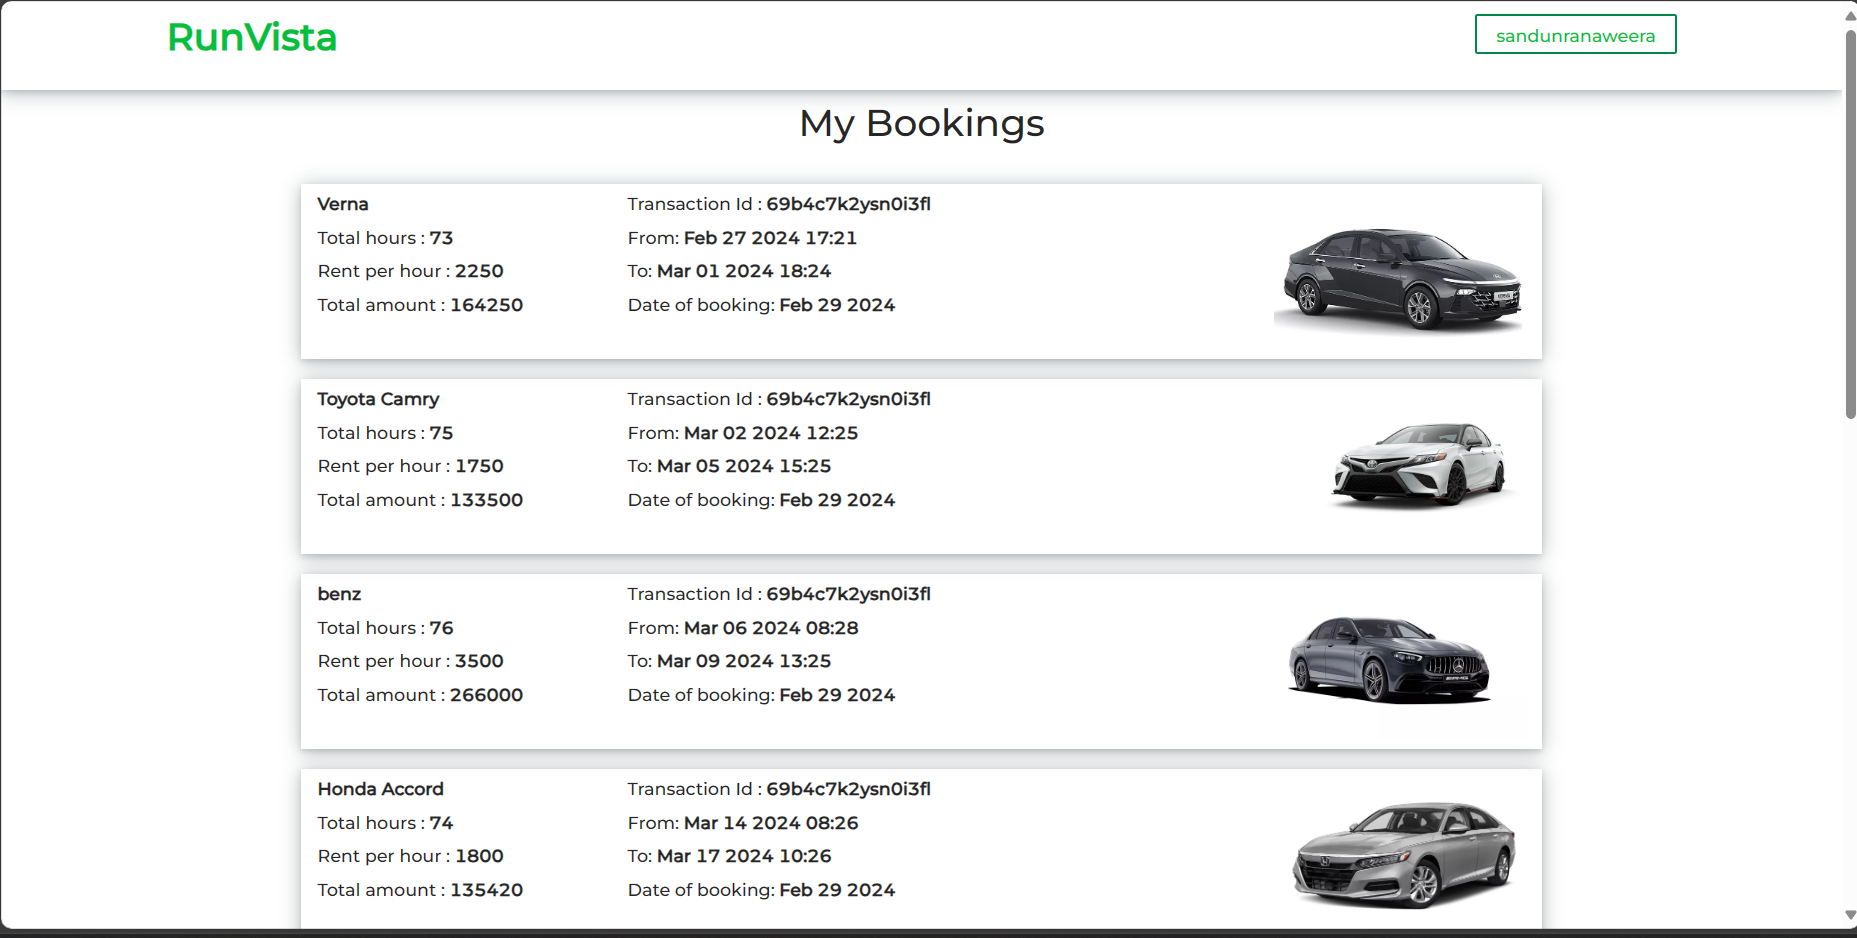 RunVista
sandunranaweera
My Bookings
Verna
Total hours : 73
Rent per hour : 2250
Total amount : 164250
Transaction Id : 69b4c7k2ysn0i3fl
From: Feb 27 2024 17:21
To: Mar 01 2024 18:24
Date of booking: Feb 29 2024
Toyota Camry
Total hours : 75
Rent per hour : 1750
Total amount : 133500
Transaction Id : 69b4c7k2ysn0i3fl
From: Mar 02 2024 12:25
To: Mar 05 2024 15:25
Date of booking: Feb 29 2024
benz
Total hours : 76
Rent per hour : 3500
Total amount : 266000
Transaction Id : 69b4c7k2ysn0i3fl
From: Mar 06 2024 08:28
To: Mar 09 2024 13:25
Date of booking: Feb 29 2024
Honda Accord
Total hours : 74
Rent per hour : 1800
Total amount : 135420
Transaction Id : 69b4c7k2ysn0i3fl
From: Mar 14 2024 08:26
To: Mar 17 2024 10:26
Date of booking: Feb 29 2024